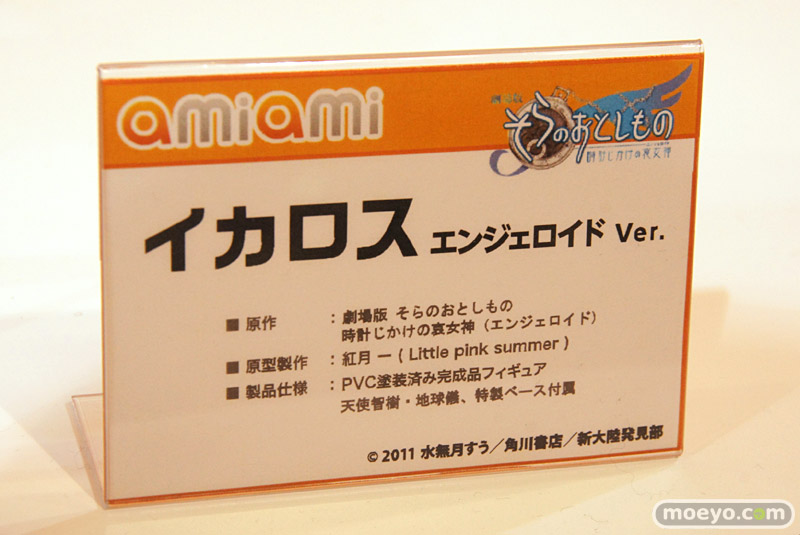 amiami
劇場版
そらのおとしもの
時計じかけの哀女神
イカロス エンジェロイド Ver.
■ 原作 : 劇場版 そらのおとしもの
時計じかけの哀女神（エンジェロイド）
■ 原型製作 : 紅月 一 ( Little pink summer )
■ 製品仕様 : PVC塗装済み完成品フィギュア
天使智樹・地球儀、特製ベース付属
© 2011 水無月すう／角川書店／新大陸発見部
moeyo.com